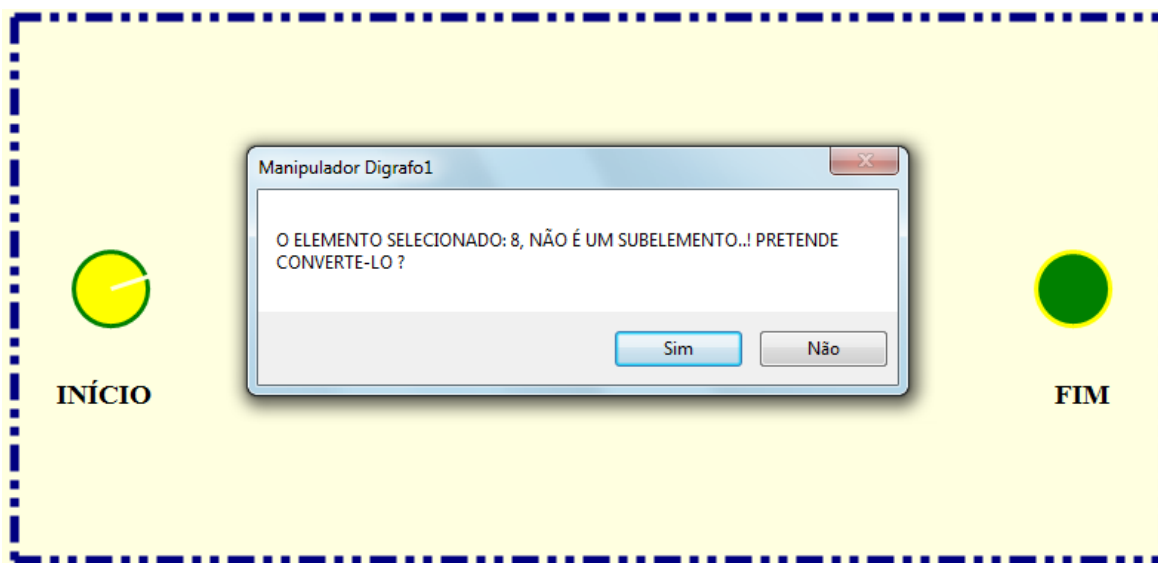 Manipulador Digrafo1
O ELEMENTO SELECIONADO: 8, NÃO É UM SUBELEMENTO..! PRETENDE
CONVERTE-LO ?
Sim
Não
INÍCIO
FIM